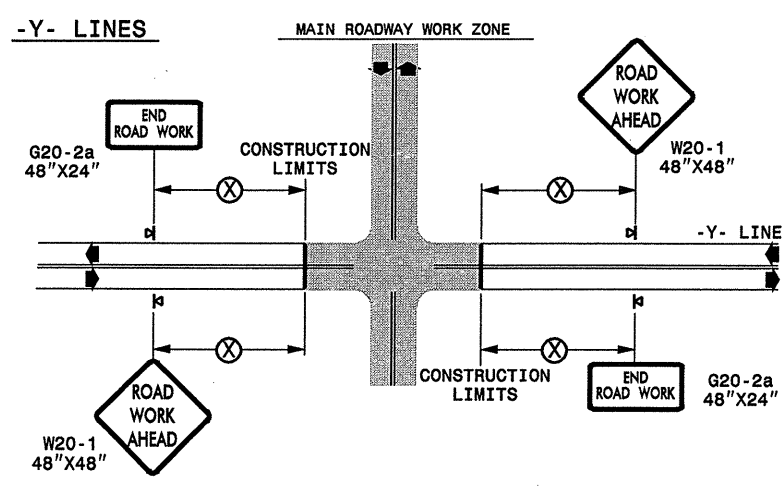 -Y- LINES
MAIN ROADWAY WORK ZONE
END
ROAD WORK
G20-2a
48"X24"
CONSTRUCTION
LIMITS
X
ROAD
WORK
AHEAD
W20-1
48"X48"
X
-Y- LINE
X
ROAD
WORK
AHEAD
W20-1
48"X48"
CONSTRUCTION
LIMITS
X
END
ROAD WORK
G20-2a
48"X24"